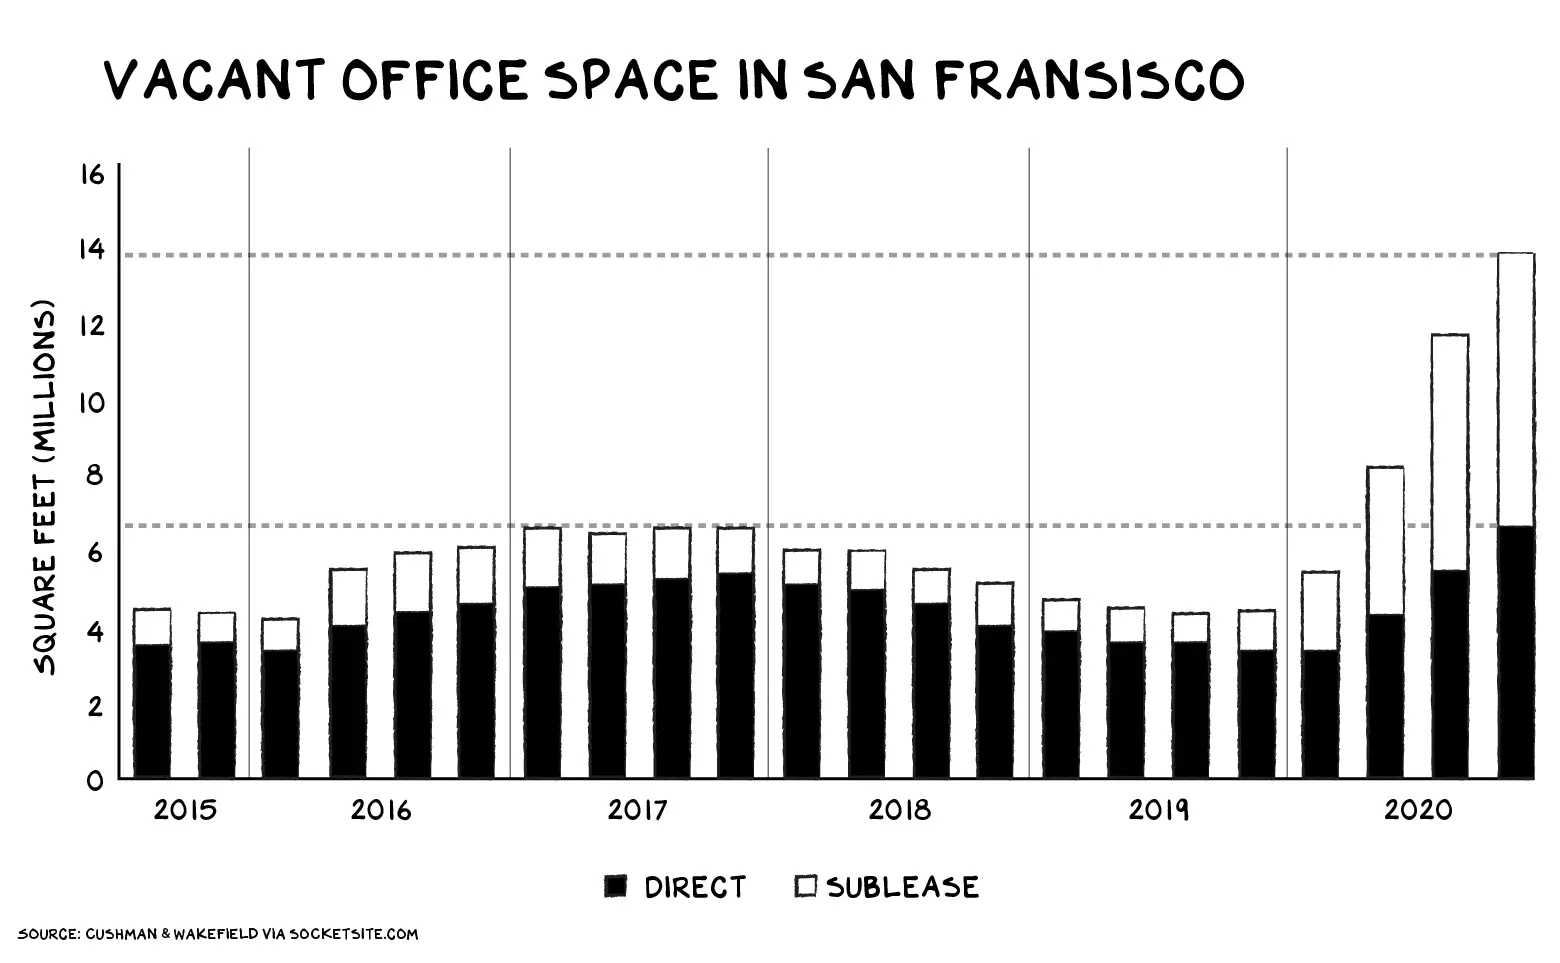 VACANT OFFICE SPACE IN SAN FRANSISCO
SQUARE FEET (MILLIONS)
16
14
12
10
8
6
4
2
0
2015 2016 2017 2018 2019 2020
DIRECT SUBLEASE
SOURCE: CUSHMAN & WAKEFIELD VIA SOCKETSITE.COM